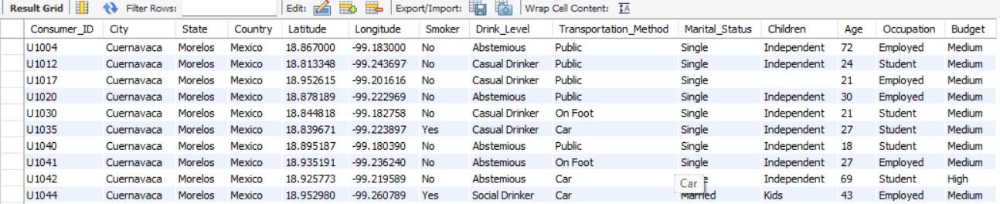 Result Grid Filter Rows: Edit: Export/Import: Wrap Cell Content:
Consumer_ID City State Country Latitude Longitude Smoker Drink_Level Transportation_Method Marital_Status Children Age Occupation Budget
U1004 Cuernavaca Morelos Mexico 18.867000 -99.183000 No Abstemious Public Single Independent 72 Employed Medium
U1012 Cuernavaca Morelos Mexico 18.813348 -99.243697 No Casual Drinker Public Single Independent 24 Student Medium
U1017 Cuernavaca Morelos Mexico 18.952615 -99.201616 No Casual Drinker Public Single 21 Employed Medium
U1020 Cuernavaca Morelos Mexico 18.878189 -99.222969 No Abstemious Public Single Independent 30 Employed Medium
U1030 Cuernavaca Morelos Mexico 18.844818 -99.182758 No Casual Drinker On Foot Single Independent 21 Student Medium
U1035 Cuernavaca Morelos Mexico 18.839671 -99.223897 Yes Casual Drinker Car Single Independent 27 Student Medium
U1040 Cuernavaca Morelos Mexico 18.895187 -99.180390 No Abstemious Public Single Independent 18 Student Medium
U1041 Cuernavaca Morelos Mexico 18.935191 -99.236240 No Abstemious On Foot Single Independent 27 Employed Medium
U1042 Cuernavaca Morelos Mexico 18.925773 -99.219589 No Abstemious Car Car Independent 69 Student High
U1044 Cuernavaca Morelos Mexico 18.952980 -99.260789 Yes Social Drinker Car Married Kids 43 Employed Medium